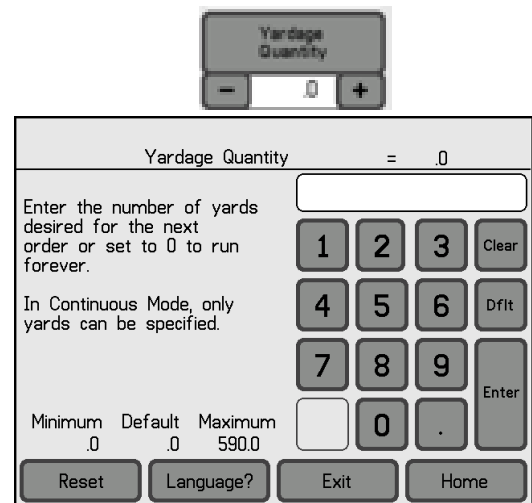 Yardage
Quantity
- .0 +
Yardage Quantity = .0
Enter the number of yards
desired for the next
order or set to 0 to run
forever.
In Continuous Mode, only
yards can be specified.
1 2 3 Clear
4 5 6 Dflt
7 8 9
Enter
0 .
Minimum Default Maximum
.0 .0 590.0
Reset Language? Exit Home